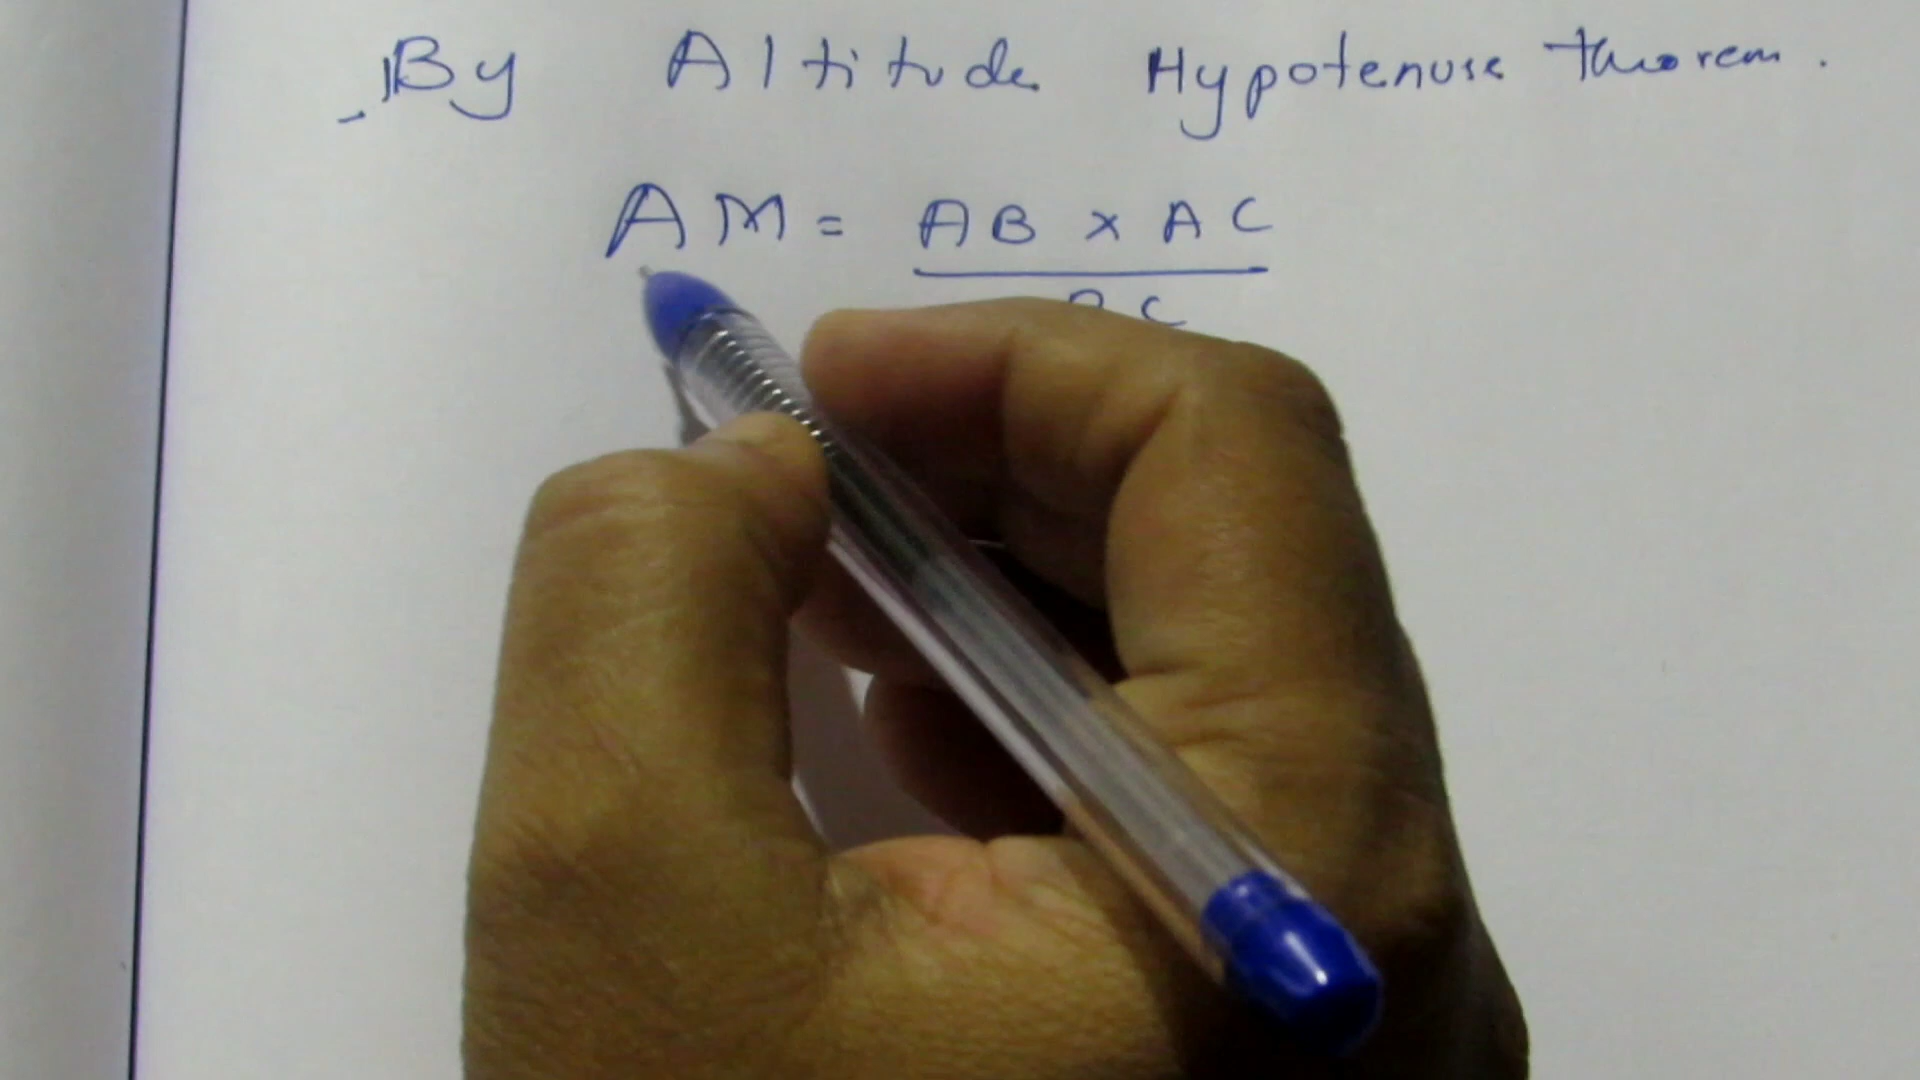 By Altitude Hypotenuse theorem.
AM = AB × AC
C